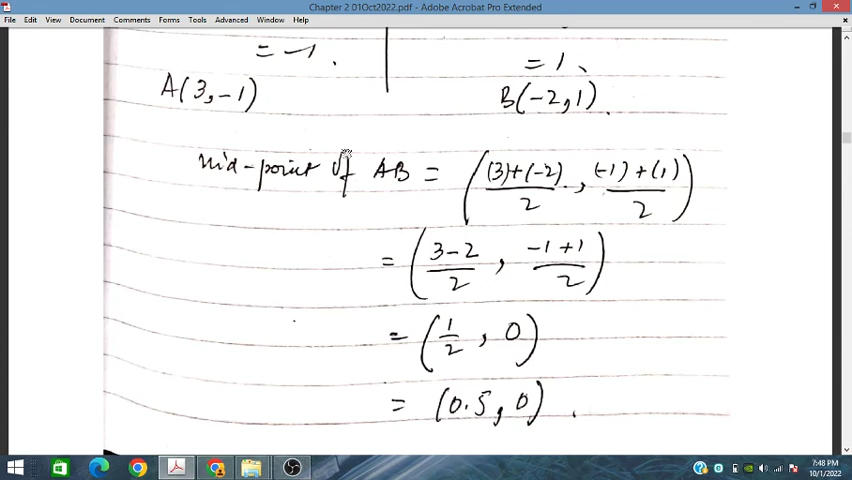 Chapter 2 01Oct2022.pdf - Adobe Acrobat Pro Extended
File Edit View Document Comments Forms Tools Advanced Window Help
= -1.
= 1
A(3,-1)
B(-2,1).
mid-point of AB = ((3)+(-2)/2, (-1)+(1)/2)
= (3-2/2, -1+1/2)
= (1/2, 0)
= (0.5, 0).
7:48 PM
10/1/2022